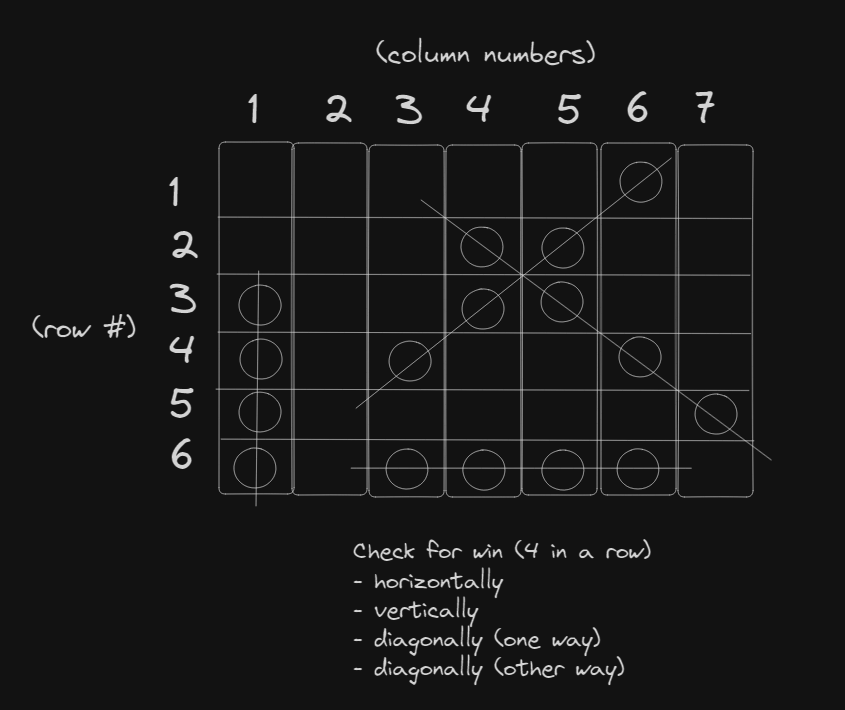 (column numbers)
1 2 3 4 5 6 7
1
2
3
(row #)
4
5
6
Check for win (4 in a row)
- horizontally
- vertically
- diagonally (one way)
- diagonally (other way)